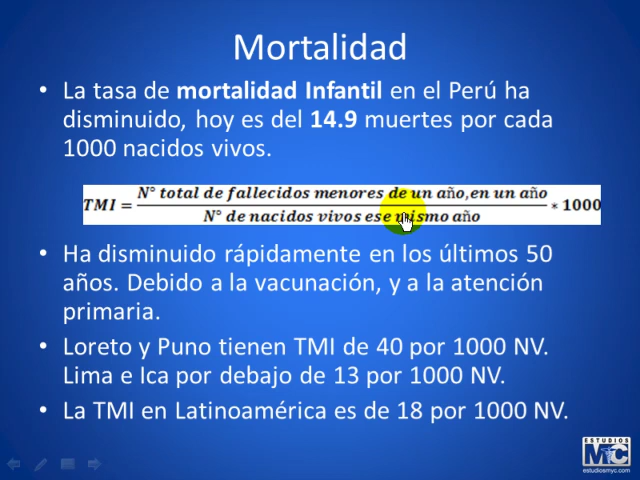 Mortalidad
• La tasa de mortalidad Infantil en el Perú ha
disminuido, hoy es del 14.9 muertes por cada
1000 nacidos vivos.
TMI = N° total de fallecidos menores de un año,en un año / N° de nacidos vivos ese mismo año * 1000
• Ha disminuido rápidamente en los últimos 50
años. Debido a la vacunación, y a la atención
primaria.
• Loreto y Puno tienen TMI de 40 por 1000 NV.
Lima e Ica por debajo de 13 por 1000 NV.
• La TMI en Latinoamérica es de 18 por 1000 NV.
ESTUDIOS
MyC
estudiosmyc.com